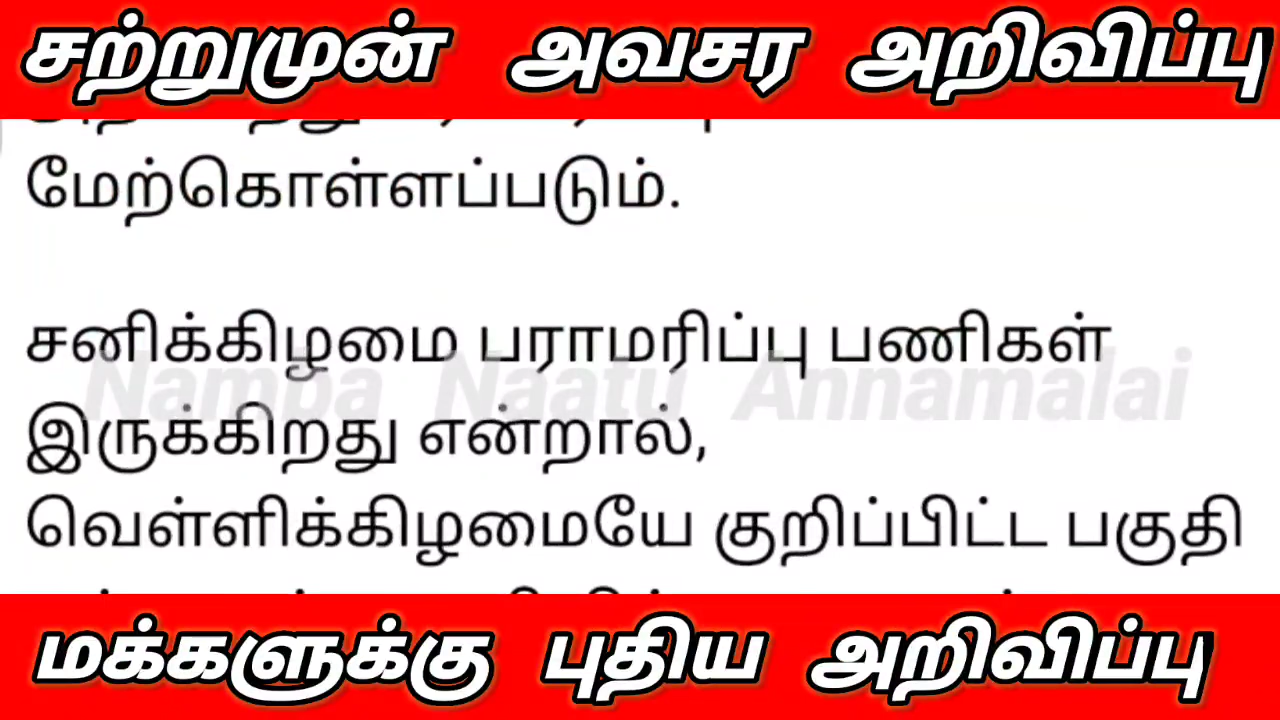 சற்றுமுன் அவசர அறிவிப்பு
மேற்கொள்ளப்படும்.
சனிக்கிழமை பராமரிப்பு பணிகள்
Nampa Naatu Annamalai
இருக்கிறது என்றால்,
வெள்ளிக்கிழமையே குறிப்பிட்ட பகுதி
மக்களுக்கு புதிய அறிவிப்பு